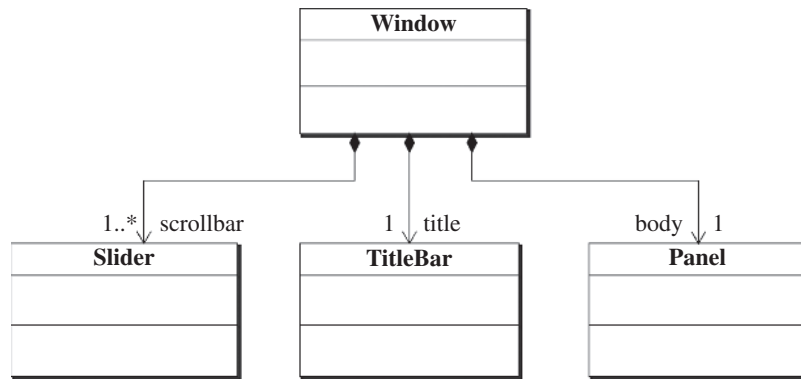 Window
1..* scrollbar
1 title
body 1
Slider
TitleBar
Panel